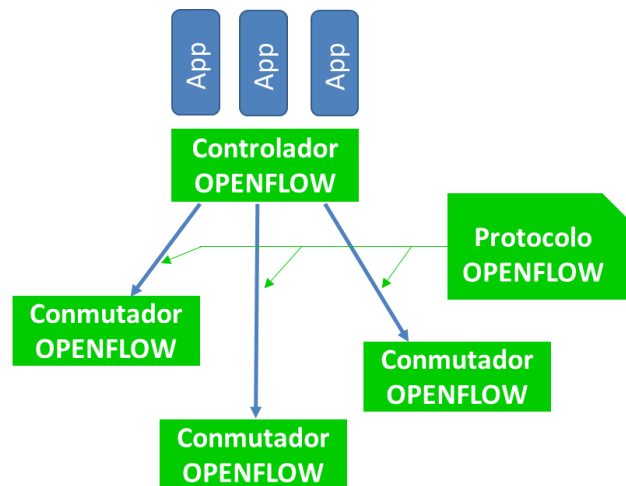 App
App
App
Controlador
OPENFLOW
Protocolo
OPENFLOW
Conmutador
OPENFLOW
Conmutador
OPENFLOW
Conmutador
OPENFLOW